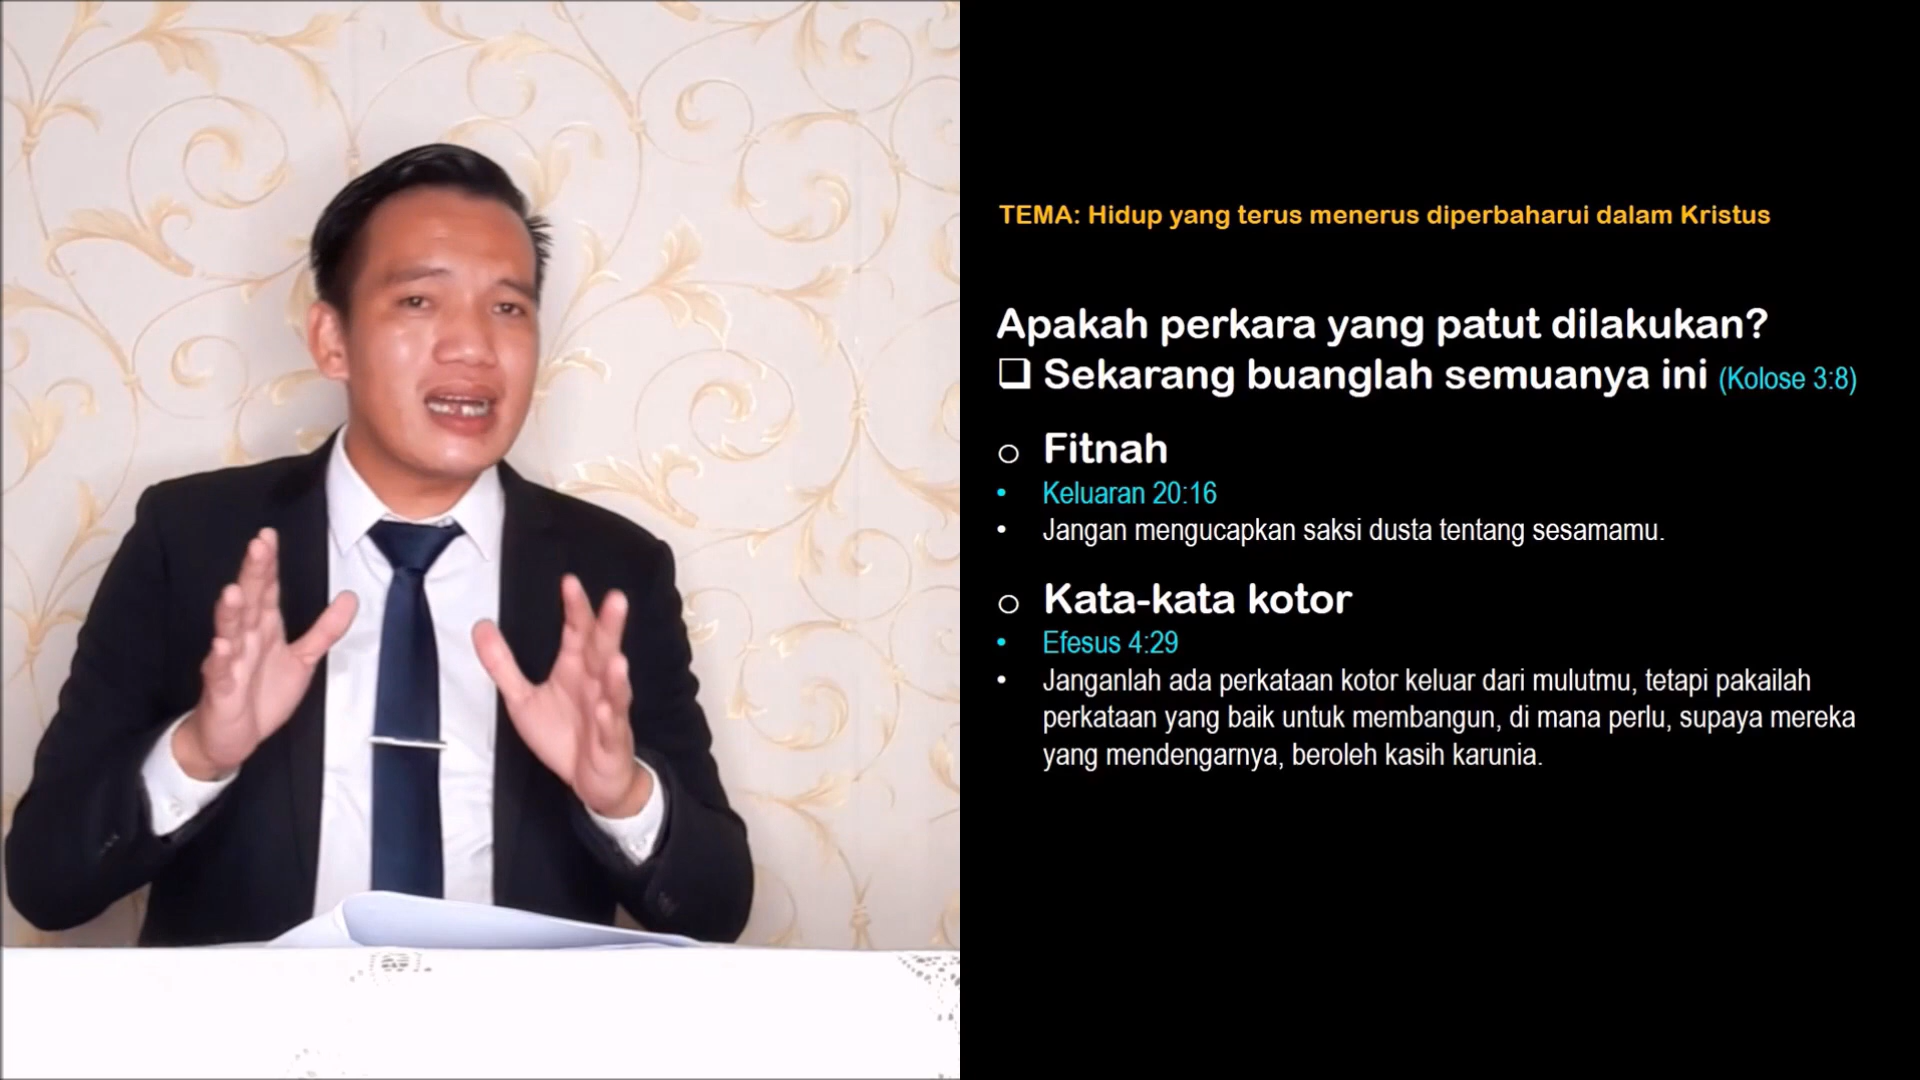 TEMA: Hidup yang terus menerus diperbaharui dalam Kristus
Apakah perkara yang patut dilakukan?
❑ Sekarang buanglah semuanya ini (Kolose 3:8)
o Fitnah
• Keluaran 20:16
• Jangan mengucapkan saksi dusta tentang sesamamu.
o Kata-kata kotor
• Efesus 4:29
• Janganlah ada perkataan kotor keluar dari mulutmu, tetapi pakailah
perkataan yang baik untuk membangun, di mana perlu, supaya mereka
yang mendengarnya, beroleh kasih karunia.